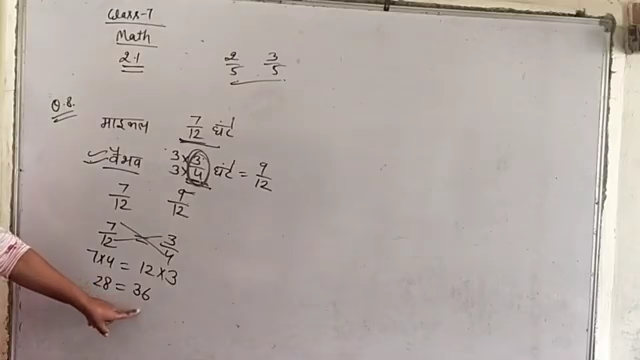 Class-7
Math
2.1
2/5 3/5
Q.8.
माइकल 7/12 घंटे
✓ वैभव 3×3/3×4 घंटे = 9/12
7/12 9/12
7/12 = 3/4
7×4 = 12×3
28 = 36